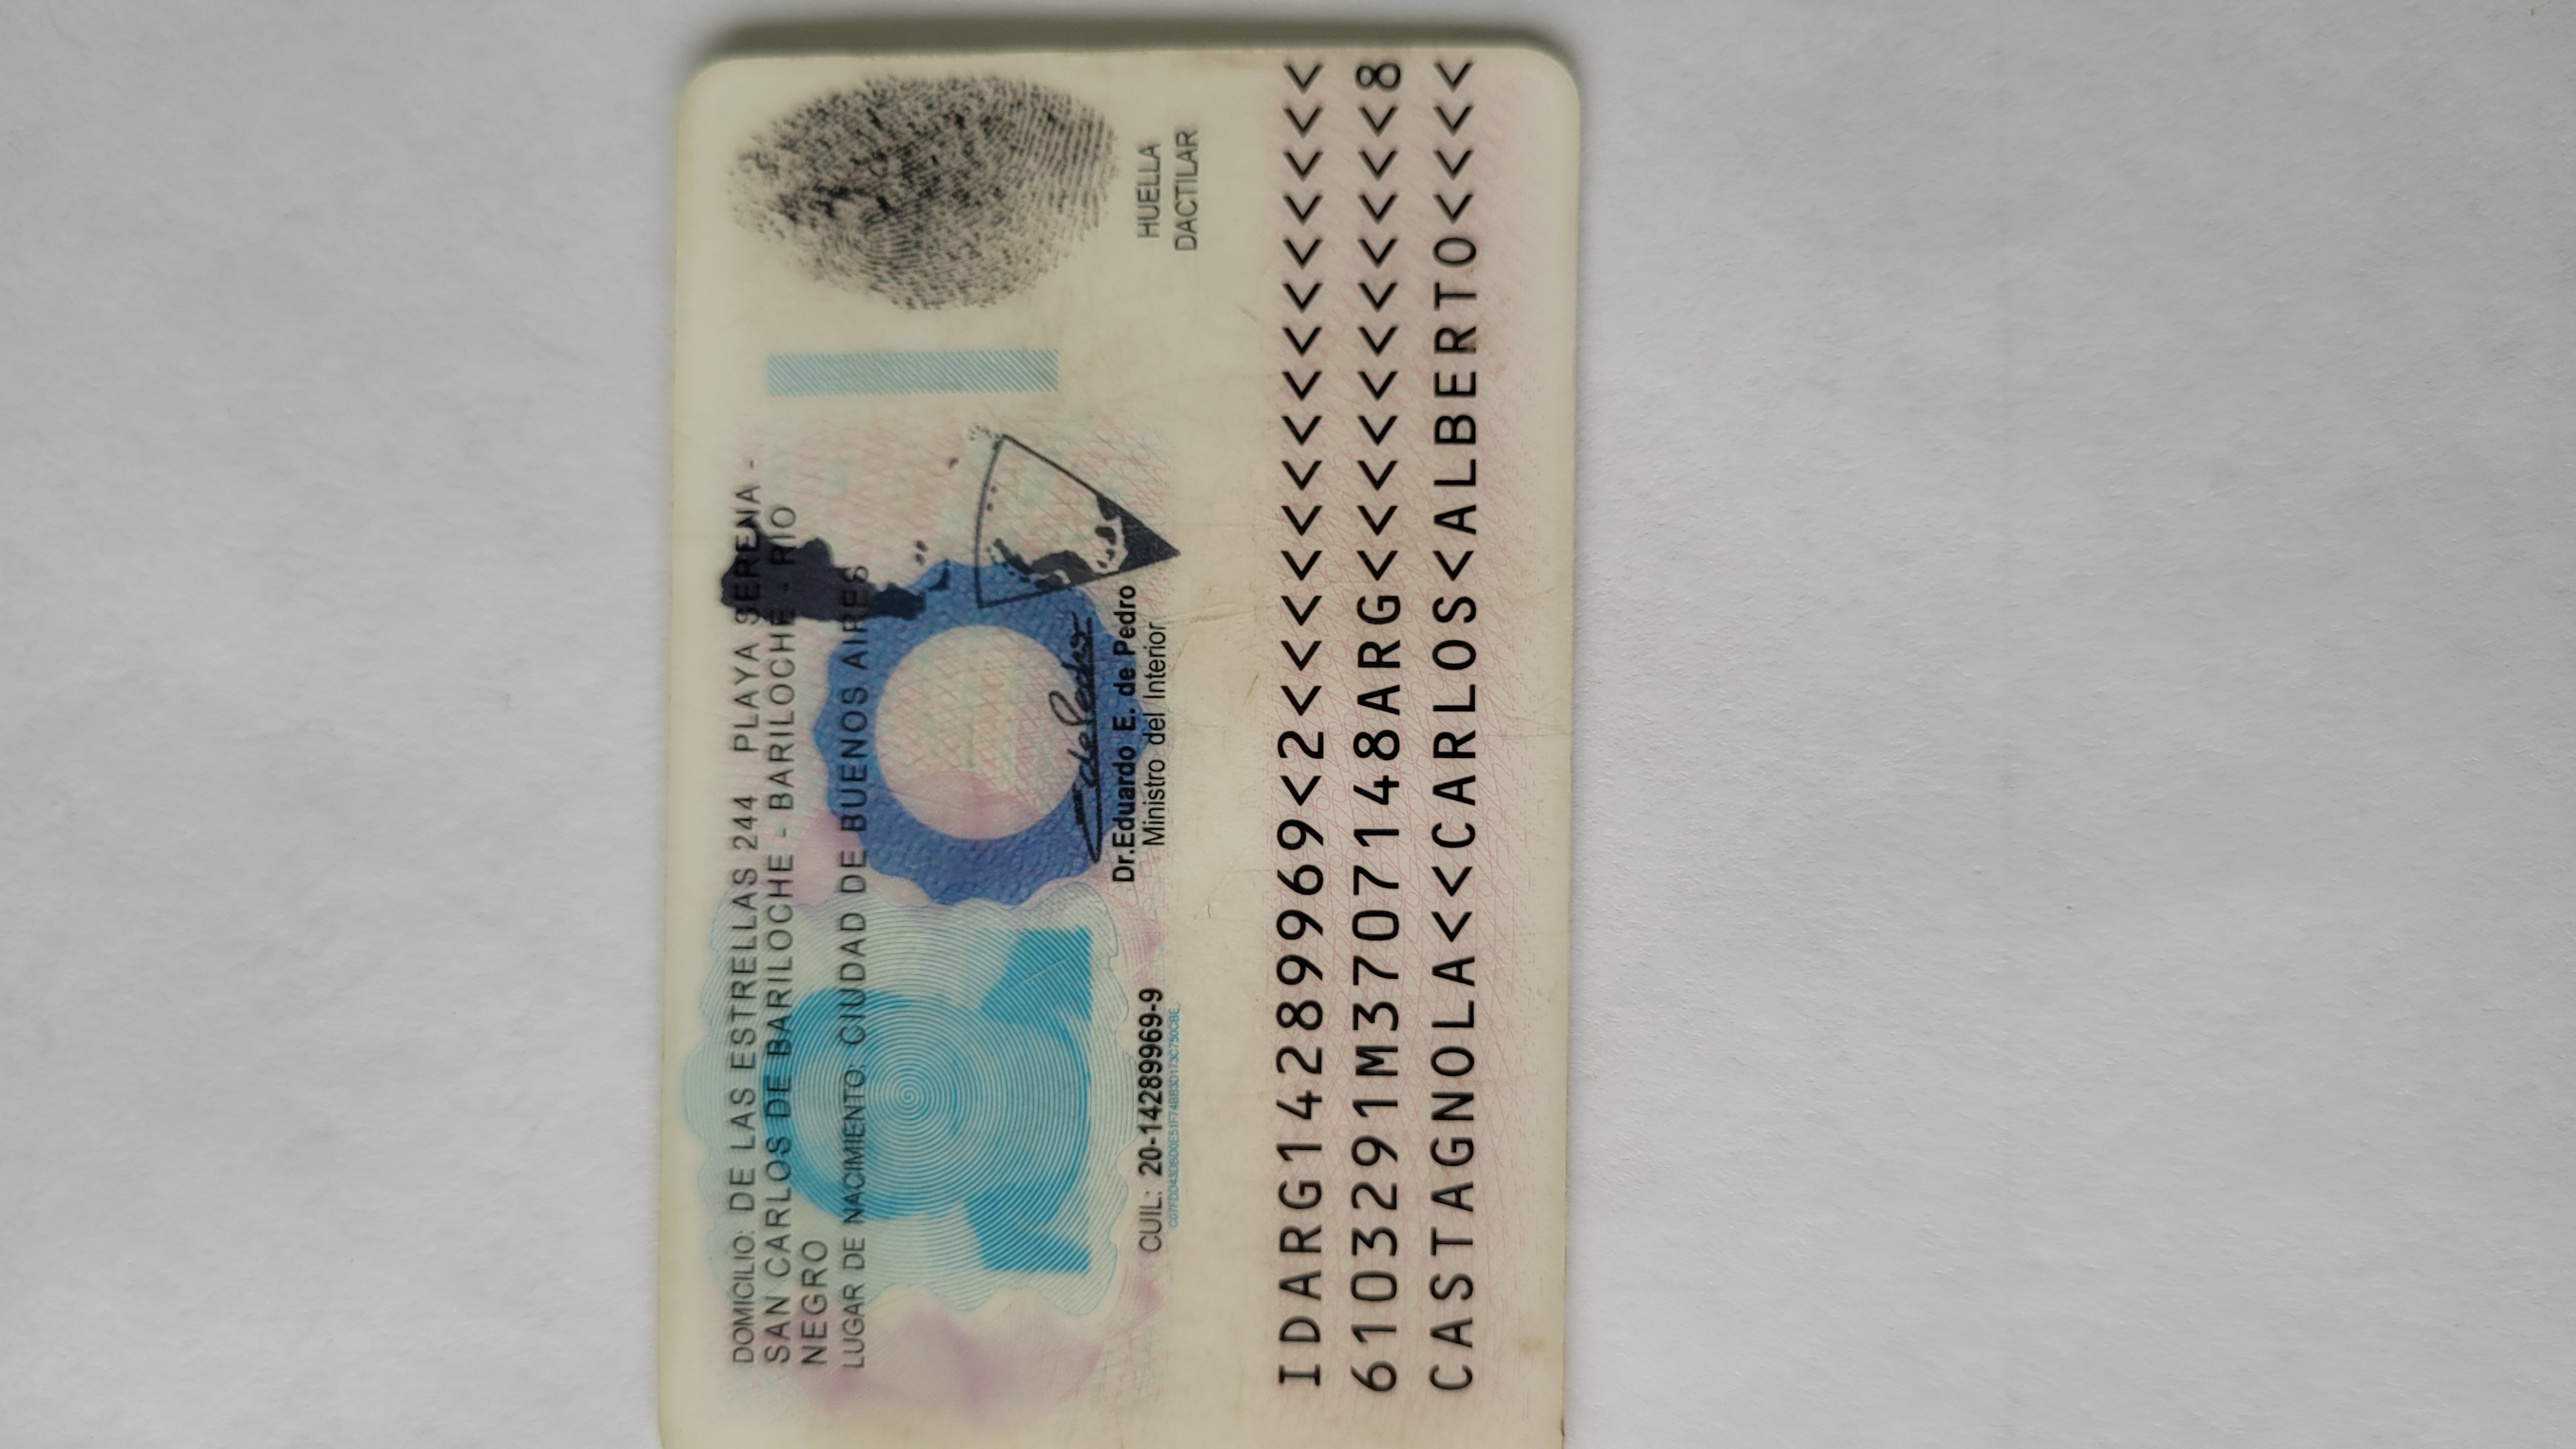 DOMICILIO: DE LAS ESTRELLAS 244 PLAYA SERENA -
SAN CARLOS DE BARILOCHE - BARILOCHE - RIO
NEGRO
LUGAR DE NACIMIENTO: CIUDAD DE BUENOS AIRES
E de Pedro
Dr.Eduardo E. de Pedro
Ministro del Interior
CUIL: 20-14289969-9
C07FDD43DBD0E51F74BB3D173C750CBE
HUELLA
DACTILAR
IDARG14289969<2<<<<<<<<<<<<<<<
6103291M3707148ARG<<<<<<<<<<<8
CASTAGNOLA<<CARLOS<ALBERTO<<<<